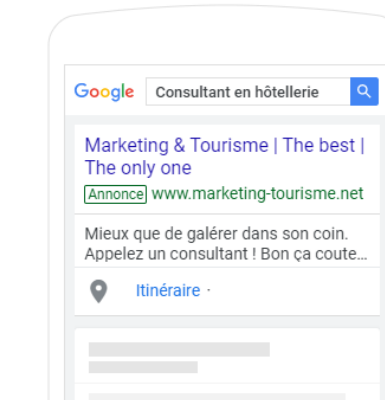 Google Consultant en hôtellerie
Marketing & Tourisme | The best |
The only one
Annonce www.marketing-tourisme.net
Mieux que de galérer dans son coin.
Appelez un consultant ! Bon ça coute...
Itinéraire ·